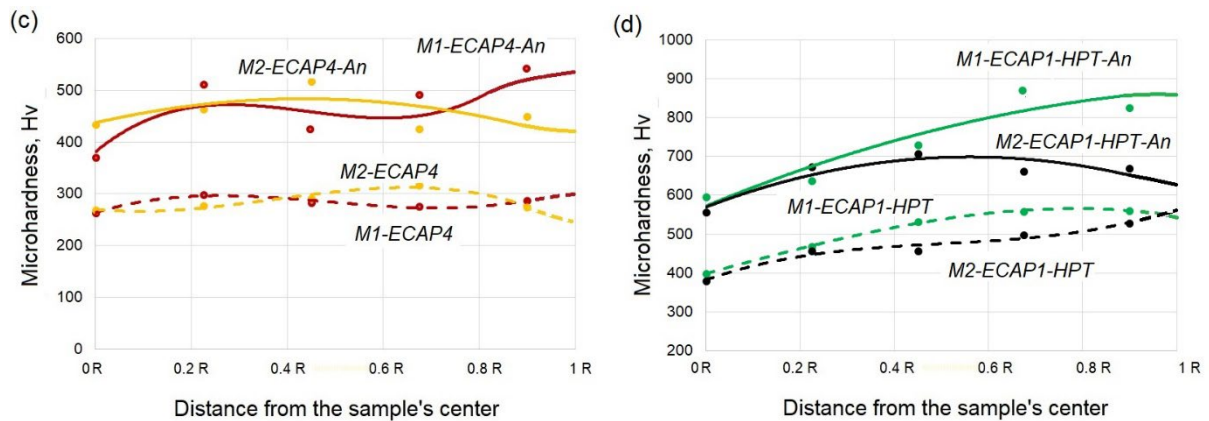 (c)
Microhardness, Hv
600
500
400
300
200
100
0
M1-ECAP4-An
M2-ECAP4-An
M2-ECAP4
M1-ECAP4
0 R
0.2 R
0.4 R
0.6 R
0.8 R
1 R
Distance from the sample's center
(d)
Microhardness, Hv
1000
900
800
700
600
500
400
300
200
M1-ECAP1-HPT-An
M2-ECAP1-HPT-An
M1-ECAP1-HPT
M2-ECAP1-HPT
0 R
0.2 R
0.4 R
0.6 R
0.8 R
1 R
Distance from the sample's center